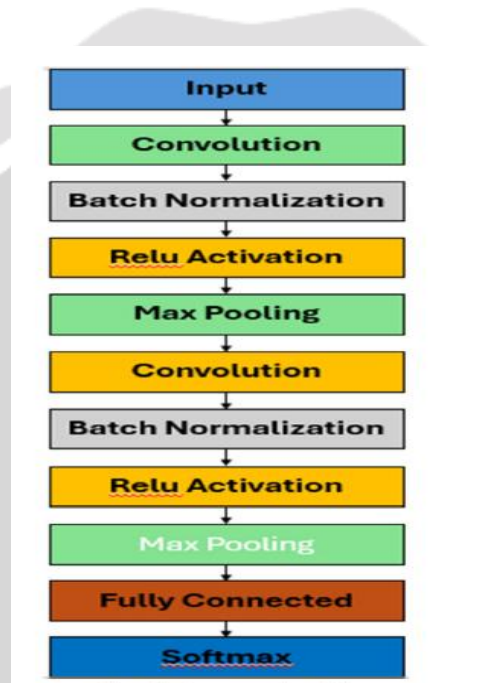 Input
Convolution
Batch Normalization
Relu Activation
Max Pooling
Convolution
Batch Normalization
Relu Activation
Max Pooling
Fully Connected
Softmax